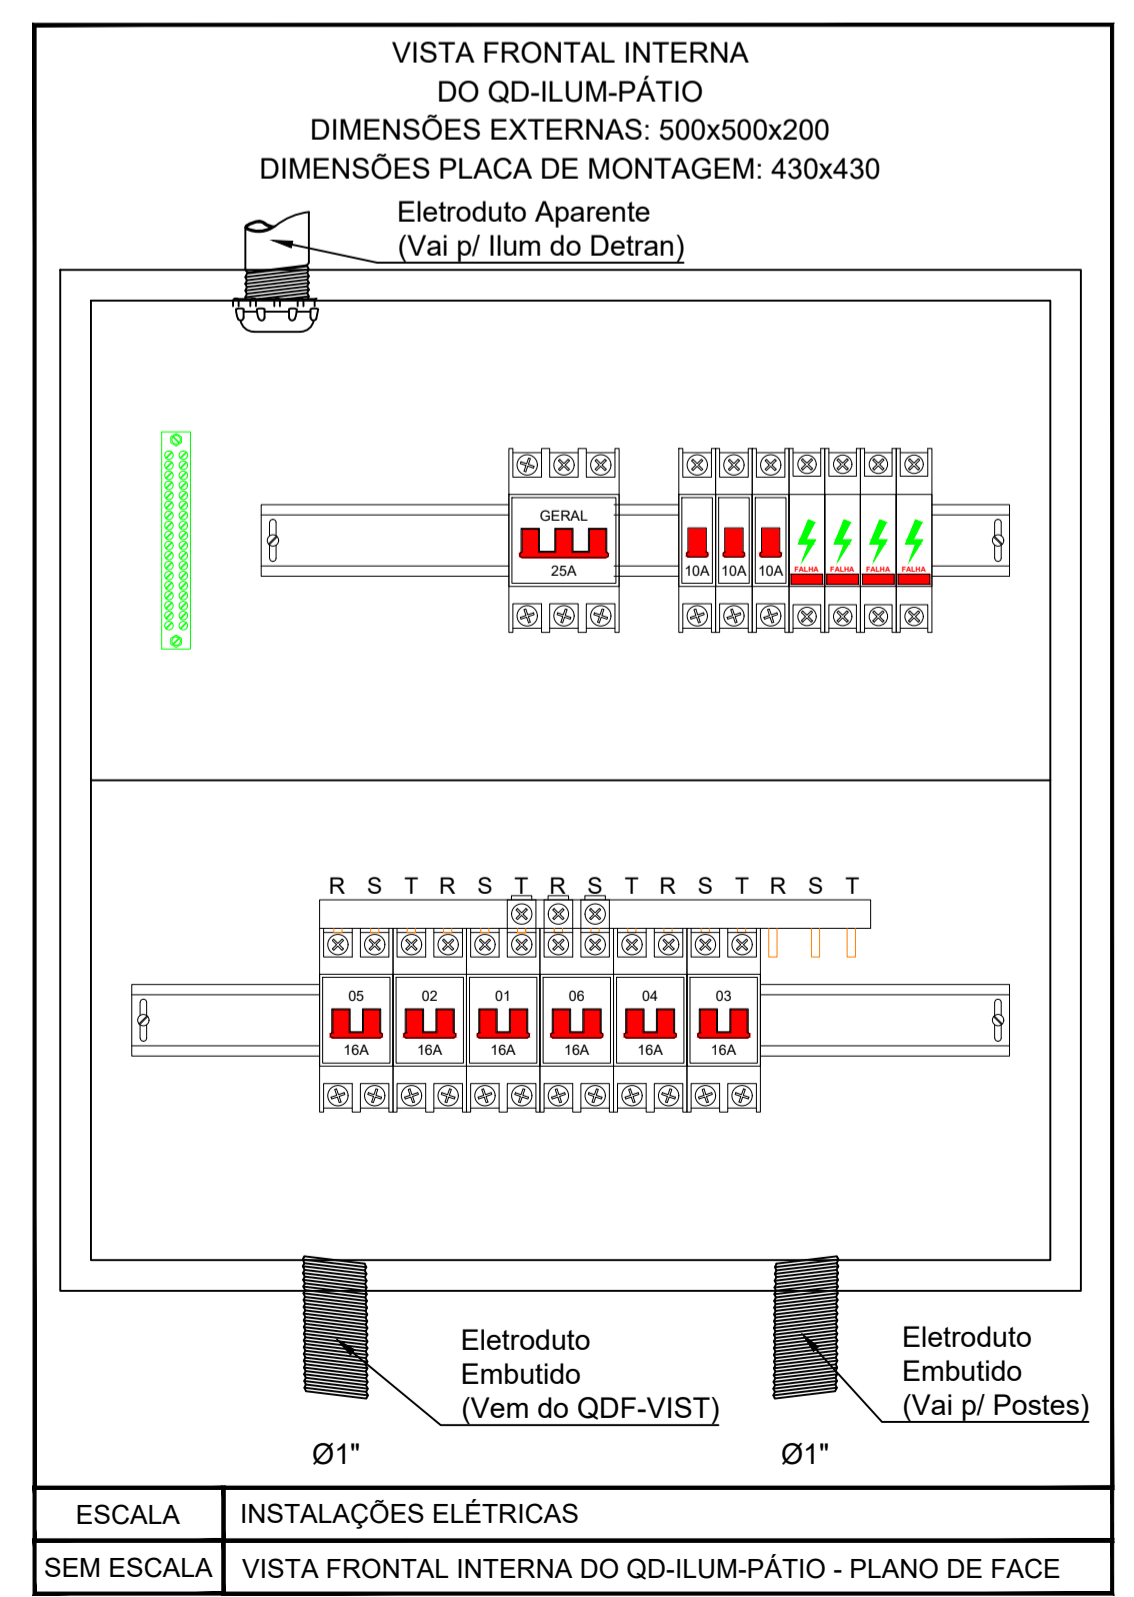 VISTA FRONTAL INTERNA
DO QD-ILUM-PÁTIO
DIMENSÕES EXTERNAS: 500x500x200
DIMENSÕES PLACA DE MONTAGEM: 430x430
Eletroduto Aparente
(Vai p/ Ilum do Detran)
GERAL
25A
10A 10A 10A
FALHA FALHA FALHA FALHA
R S T R S T R S T R S T R S T
05 02 01 06 04 03
16A 16A 16A 16A 16A 16A
Eletroduto
Embutido
(Vem do QDF-VIST)
Eletroduto
Embutido
(Vai p/ Postes)
Ø1" Ø1"
ESCALA INSTALAÇÕES ELÉTRICAS
SEM ESCALA VISTA FRONTAL INTERNA DO QD-ILUM-PÁTIO - PLANO DE FACE